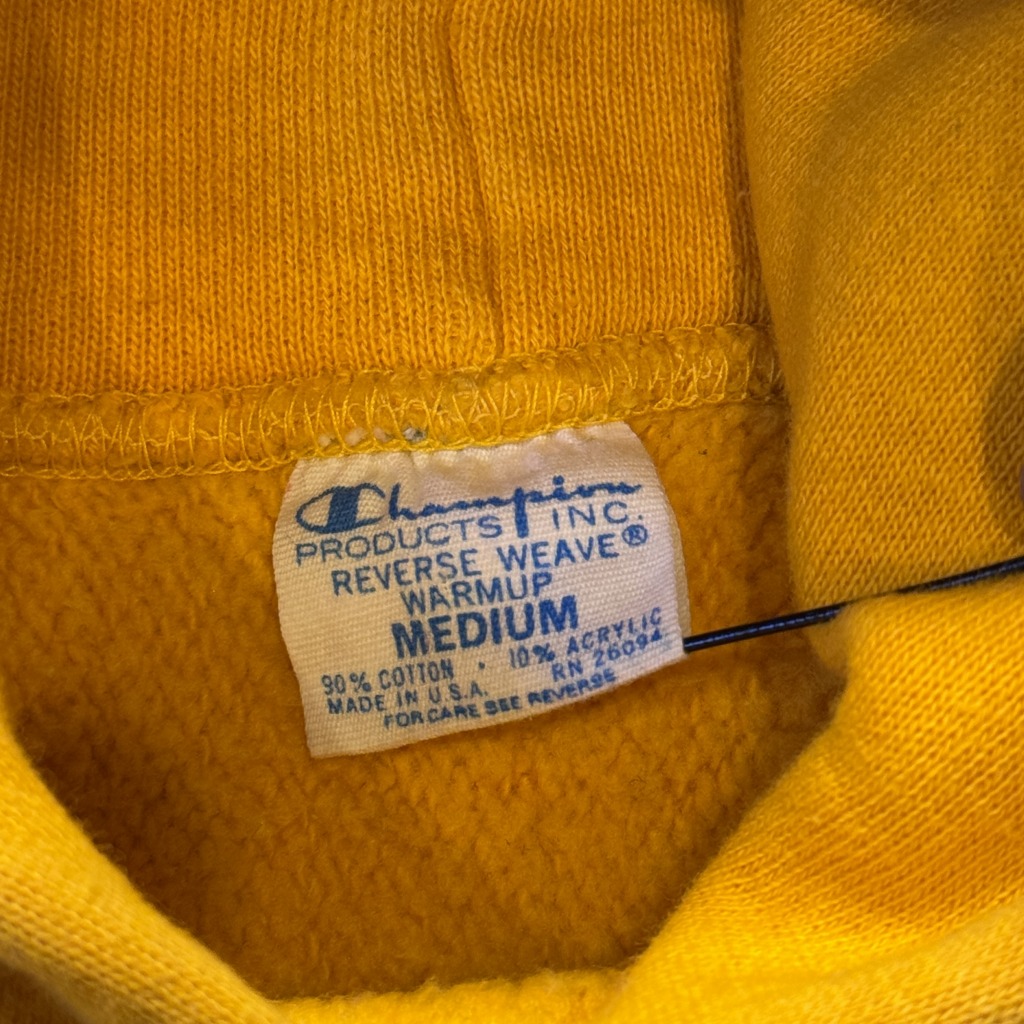 Champion
PRODUCTS INC.
REVERSE WEAVE®
WARMUP
MEDIUM
90% COTTON · 10% ACRYLIC
MADE IN U.S.A. RN 26094
FOR CARE SEE REVERSE